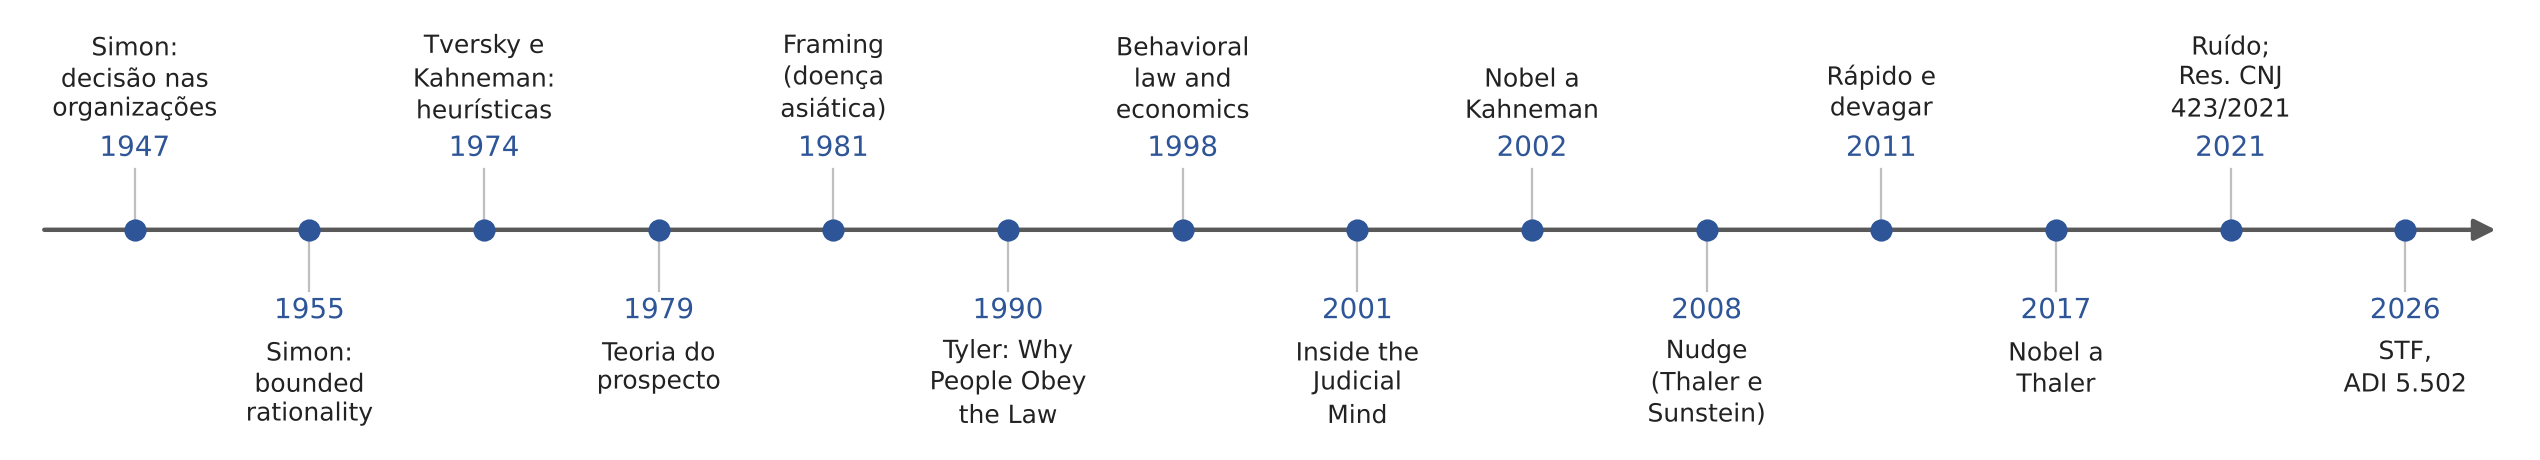 Simon:
decisão nas
organizações
1947
Tversky e
Kahneman:
heurísticas
1974
Framing
(doença
asiática)
1981
Behavioral
law and
economics
1998
Nobel a
Kahneman
2002
Rápido e
devagar
2011
Ruído;
Res. CNJ
423/2021
2021
1955
Simon:
bounded
rationality
1979
Teoria do
prospecto
1990
Tyler: Why
People Obey
the Law
2001
Inside the
Judicial
Mind
2008
Nudge
(Thaler e
Sunstein)
2017
Nobel a
Thaler
2026
STF,
ADI 5.502